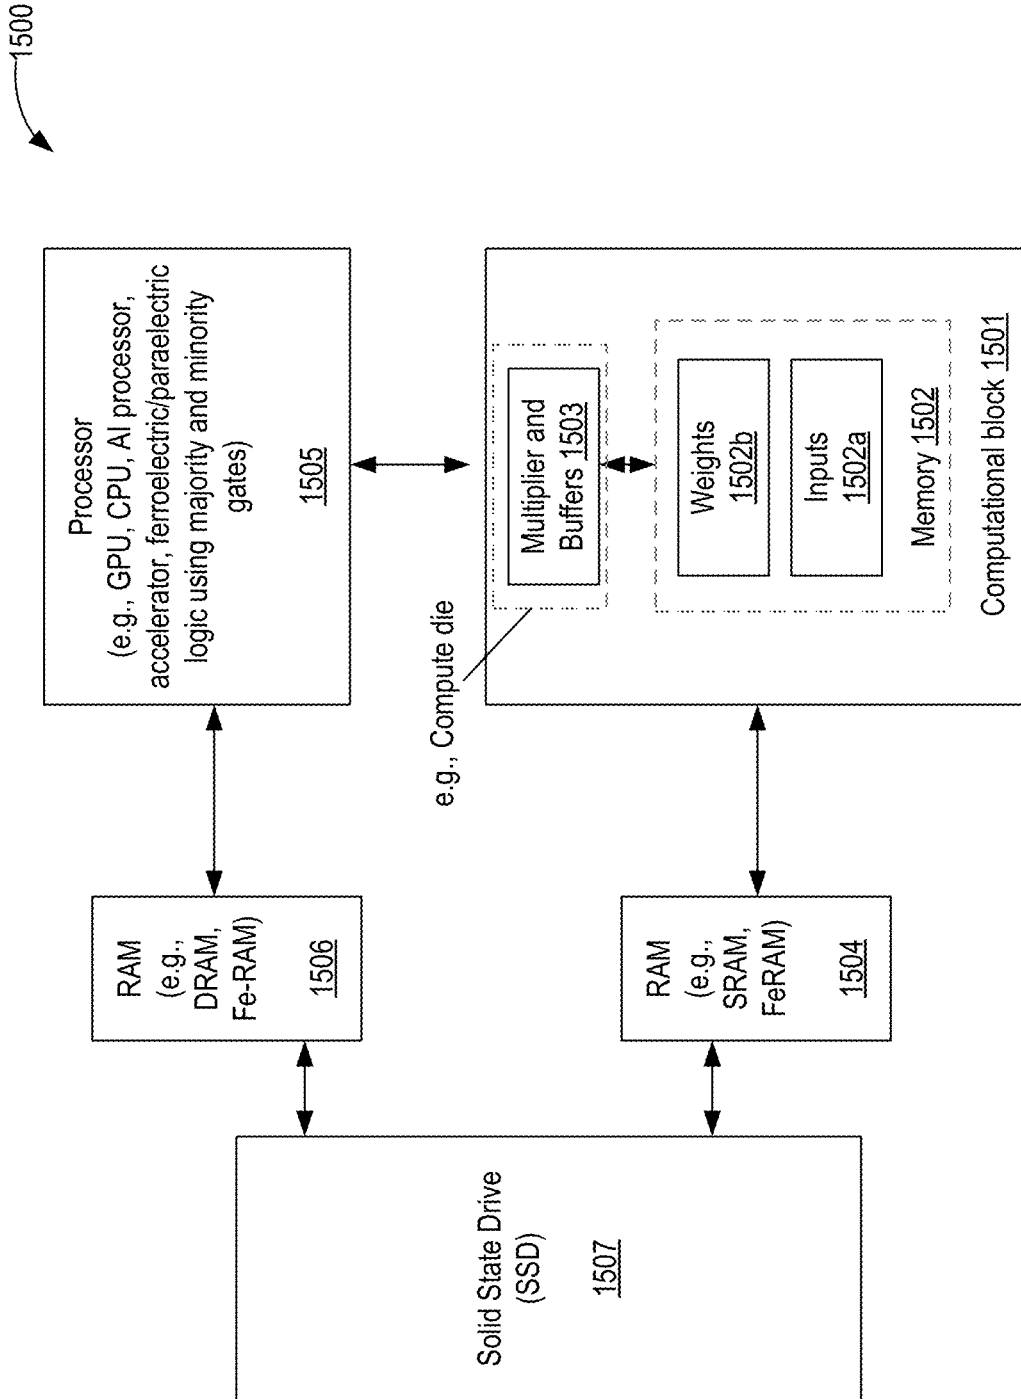 1500
Processor
(e.g., GPU, CPU, AI processor,
accelerator, ferroelectric/paraelectric
logic using majority and minority
gates)
1505
RAM
(e.g.,
DRAM,
Fe-RAM)
1506
Solid State Drive
(SSD)
1507
RAM
(e.g.,
SRAM,
FeRAM)
1504
e.g., Compute die
Multiplier and
Buffers 1503
Weights
1502b
Inputs
1502a
Memory 1502
Computational block 1501